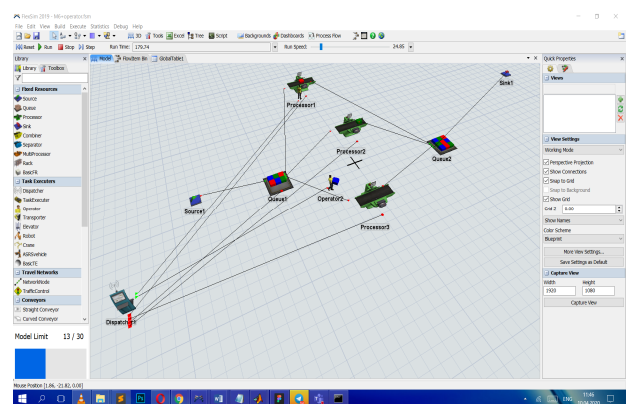 FlexSim 2019 - M6+operator.fsm
File Edit View Build Execute Statistics Debug Help
3D Tools Excel Tree Script Backgrounds Dashboards Process Flow
Reset Run Stop Step Run Time: 179.74 Run Speed: 24.85
Library
Model FlowItem Bin GlobalTable1
Quick Properties
Library Toolbox
Fixed Resources
Source
Queue
Processor
Sink
Combiner
Separator
MultiProcessor
Rack
BasicFR
Task Executers
Dispatcher
TaskExecuter
Operator
Transporter
Elevator
Robot
Crane
ASRSvehicle
BasicTE
Travel Networks
NetworkNode
TrafficControl
Conveyors
Straight Conveyor
Curved Conveyor
Model Limit 13 / 30
Processor1
Sink1
Processor2
Queue2
Source1
Queue1
Operator2
Processor3
Dispatcher1
Views
View Settings
Working Mode
Perspective Projection
Show Connections
Snap to Grid
Snap to Background
Show Grid
Show Names
Color Scheme
Blueprint
More View Settings...
Save Settings as Default
Capture View
Width Height
1920 1080
Capture View
Mouse Position [1.86, -21.82, 0.00]
ENG 11:46